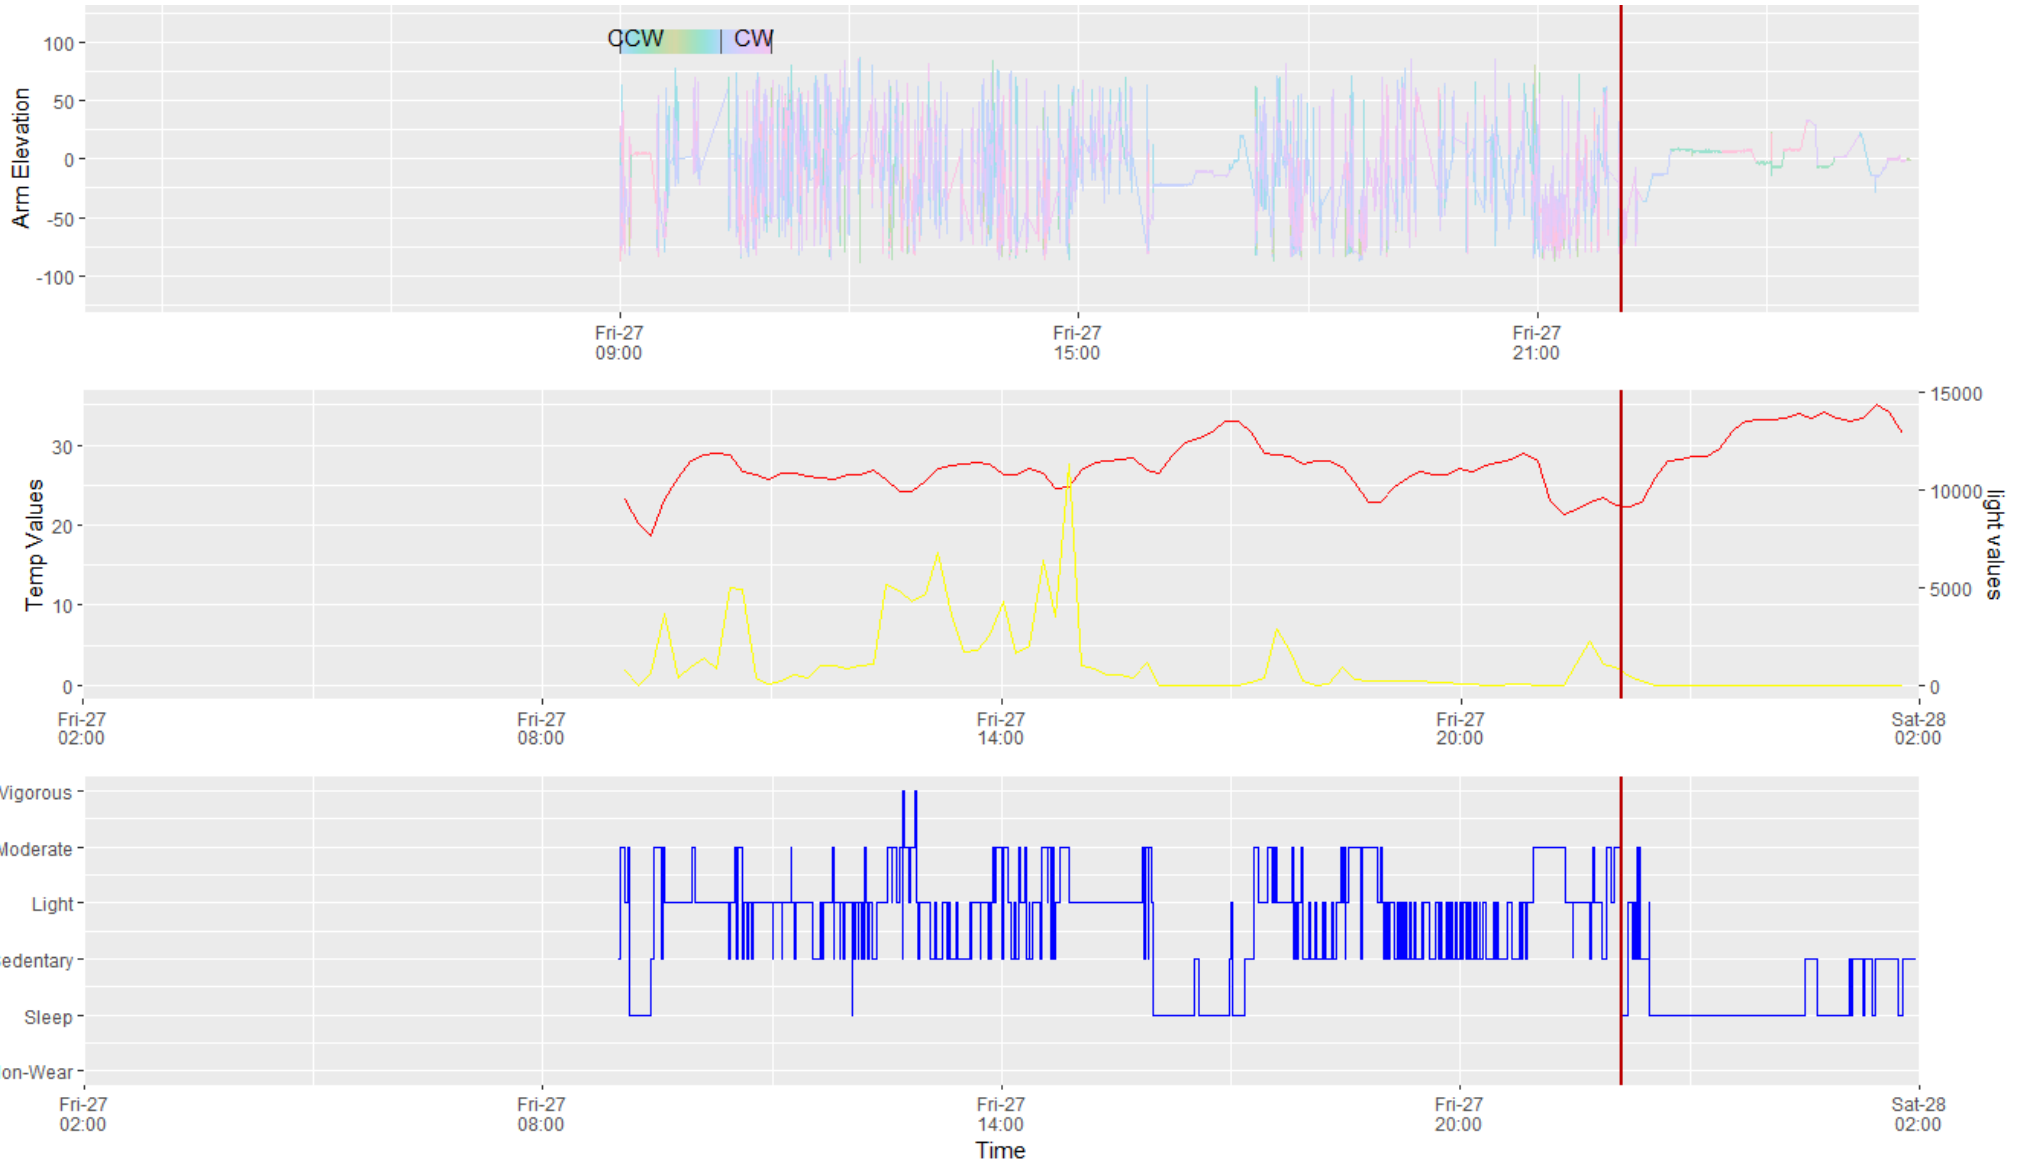 CCW CW
100
50
0
-50
-100
Arm Elevation
Fri-27 Fri-27 Fri-27
09:00 15:00 21:00
30
20
10
0
Temp Values
15000
10000
5000
0
light values
Fri-27 Fri-27 Fri-27 Fri-27 Sat-28
02:00 08:00 14:00 20:00 02:00
Vigorous
Moderate
Light
edentary
Sleep
on-Wear
Fri-27 Fri-27 Fri-27 Fri-27 Sat-28
02:00 08:00 14:00 20:00 02:00
Time